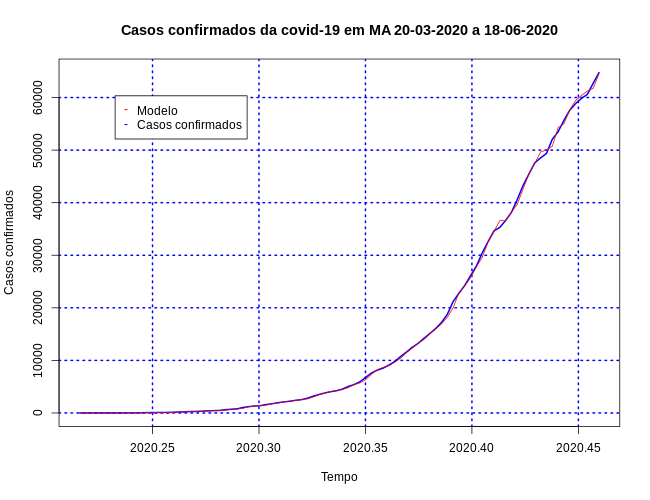 Casos confirmados da covid-19 em MA 20-03-2020 a 18-06-2020
Casos confirmados
60000
50000
40000
30000
20000
10000
0
- Modelo
- Casos confirmados
2020.25 2020.30 2020.35 2020.40 2020.45
Tempo